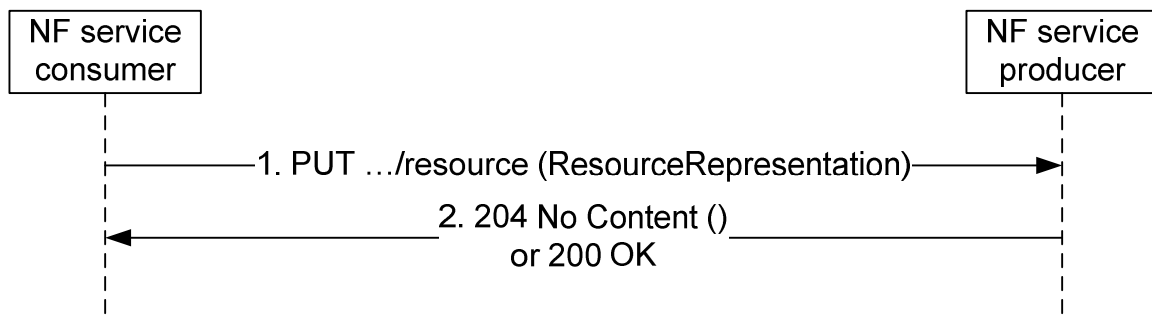 NF service
consumer
NF service
producer
1. PUT …/resource (ResourceRepresentation)
2. 204 No Content ()
or 200 OK